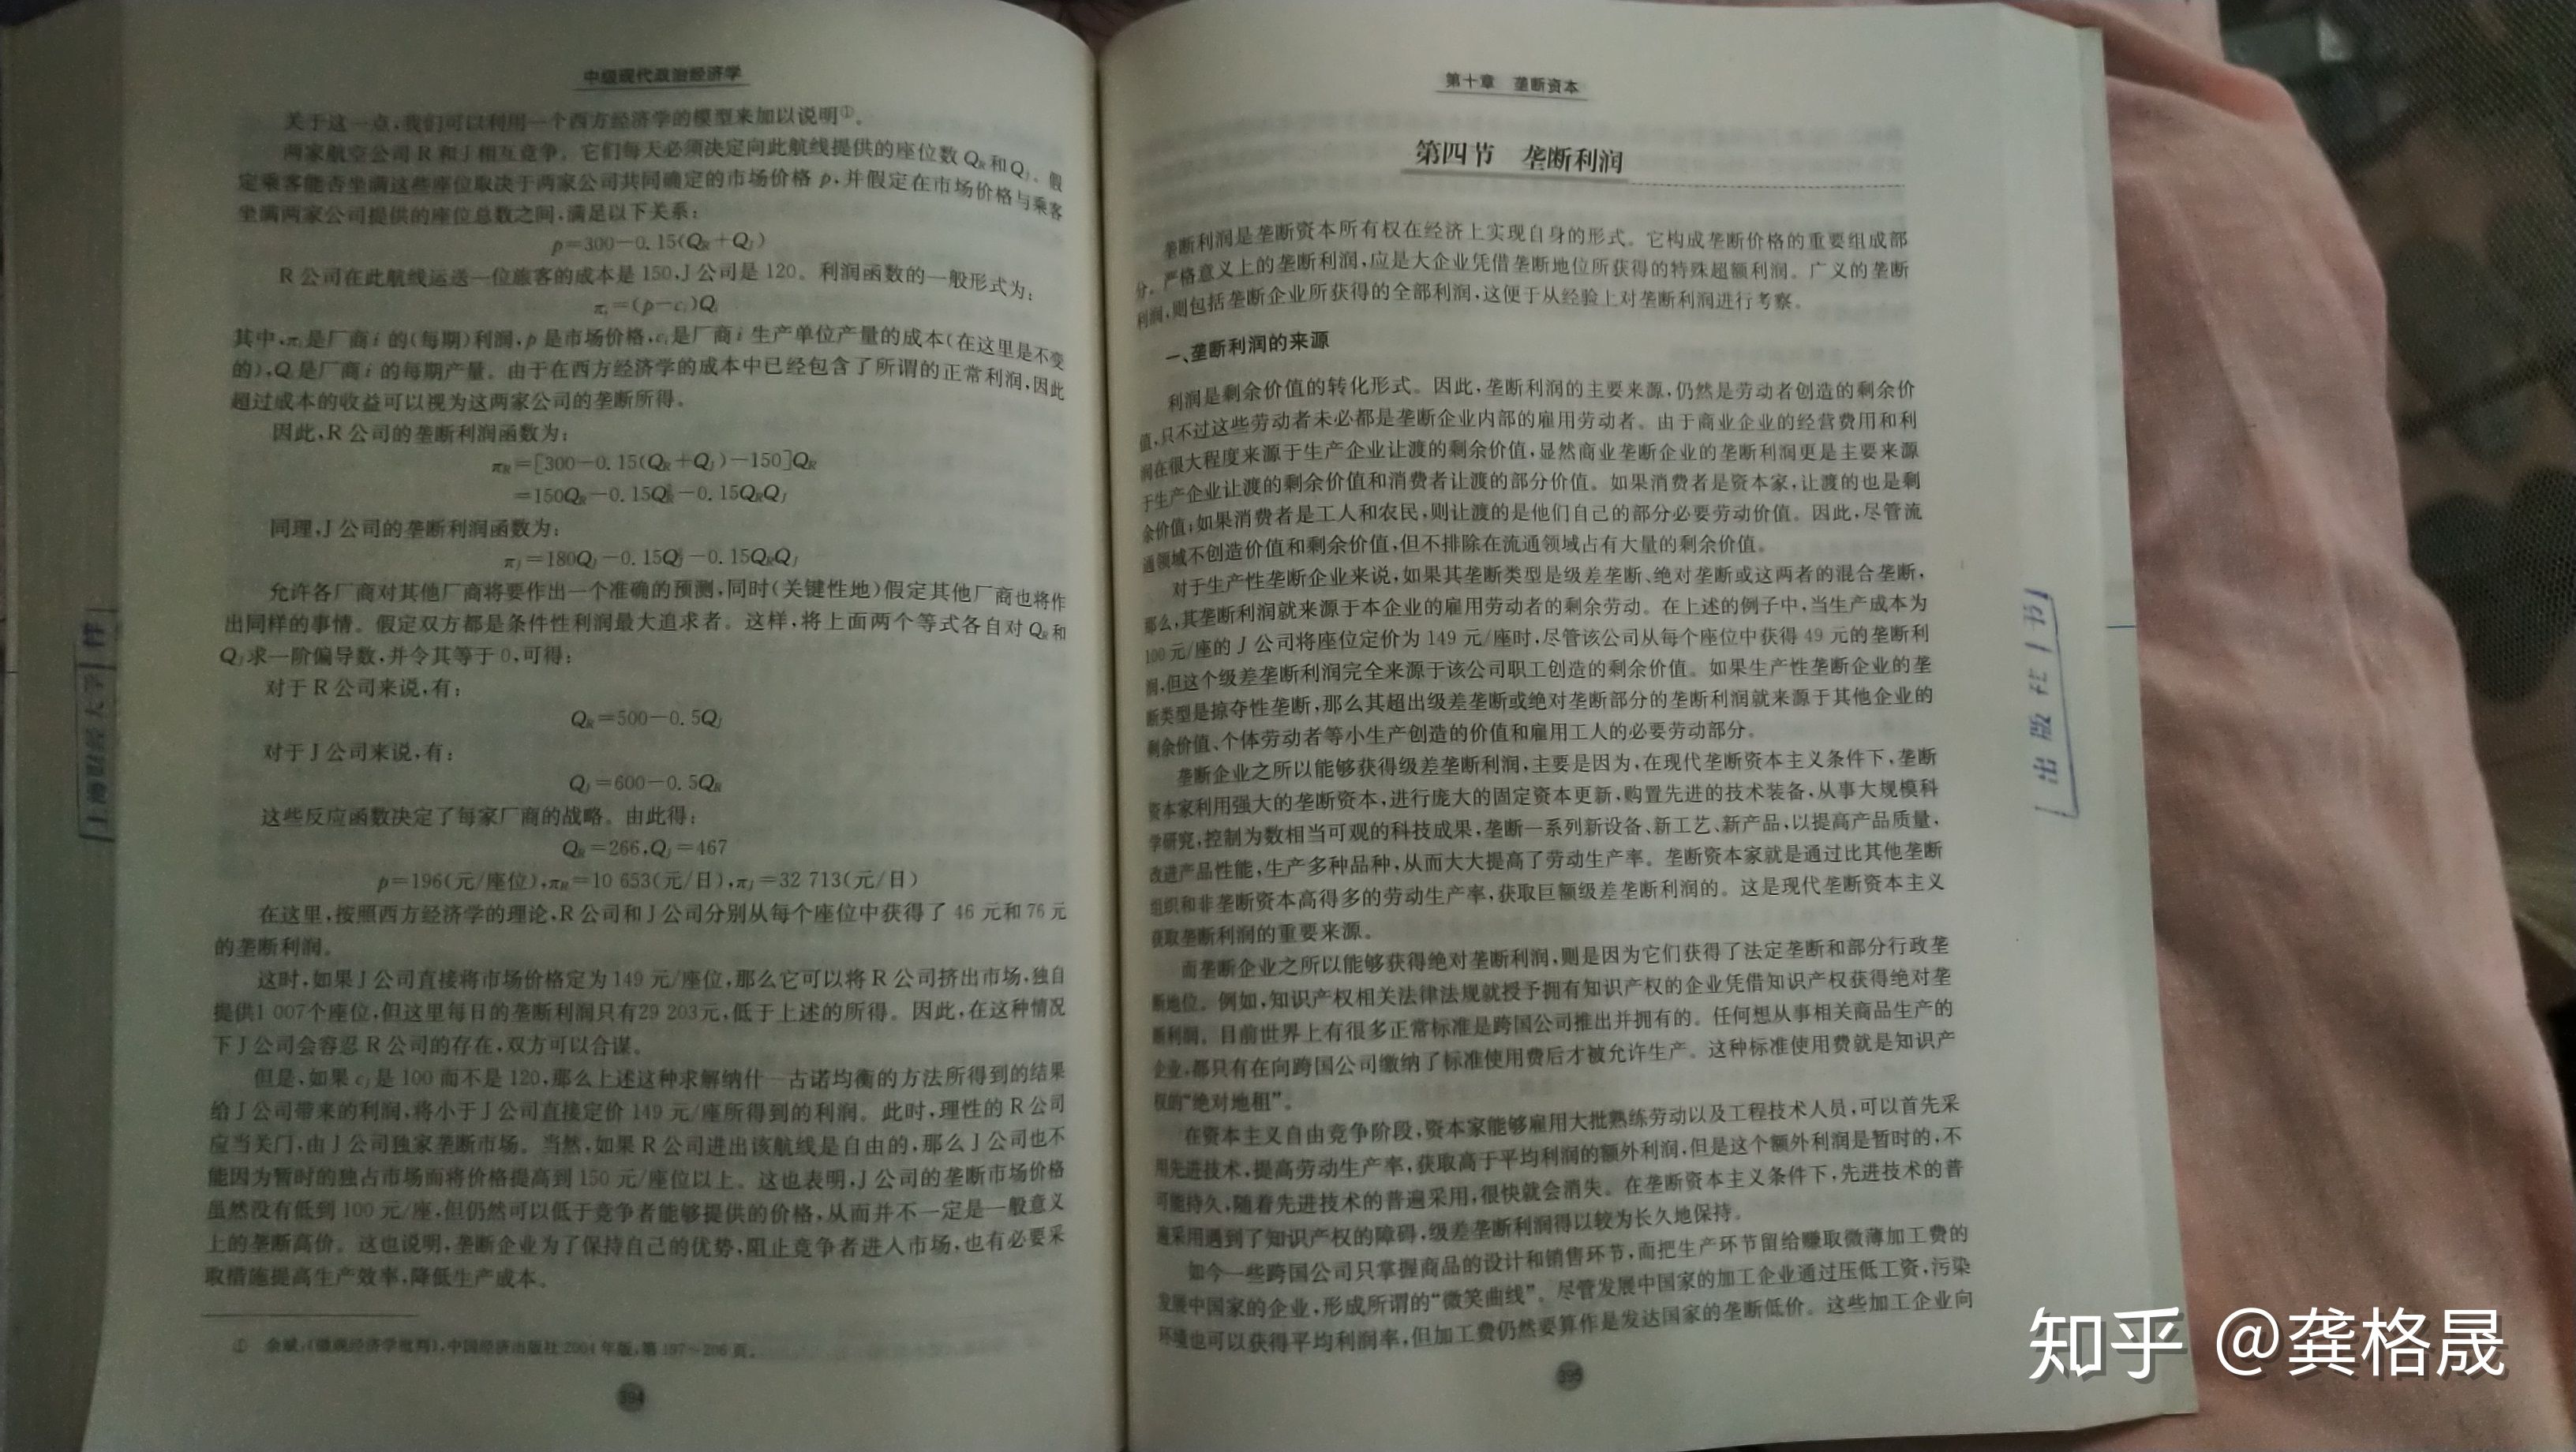 中级现代政治经济学
关于这一点,我们可以利用一个西方经济学的模型来加以说明①。
两家航空公司 R 和 J 相互竞争。它们每天必须决定向此航线提供的座位数 Q_R 和 Q_J。假
定乘客能否坐满这些座位取决于两家公司共同确定的市场价格 p,并假定在市场价格与乘客
坐满两家公司提供的座位总数之间,满足以下关系:
p=300-0.15(Q_R+Q_J)
R 公司在此航线运送一位旅客的成本是 150,J 公司是 120。利润函数的一般形式为:
π_i=(p-c_i)Q_i
其中,π_i是厂商 i 的(每期)利润,p 是市场价格,c_i是厂商 i 生产单位产量的成本(在这里是不变
的),Q_i是厂商 i 的每期产量。由于在西方经济学的成本中已经包含了所谓的正常利润,因此
超过成本的收益可以视为这两家公司的垄断所得。
因此,R 公司的垄断利润函数为:
π_R=[300-0.15(Q_R+Q_J)-150]Q_R
=150Q_R-0.15Q_R²-0.15Q_RQ_J
同理,J 公司的垄断利润函数为:
π_J=180Q_J-0.15Q_J²-0.15Q_RQ_J
允许各厂商对其他厂商将要作出一个准确的预测,同时(关键性地)假定其他厂商也将作
出同样的事情。假定双方都是条件性利润最大追求者。这样,将上面两个等式各自对 Q_R 和
Q_J 求一阶偏导数,并令其等于 0,可得:
对于 R 公司来说,有:
Q_R=500-0.5Q_J
对于 J 公司来说,有:
Q_J=600-0.5Q_R
这些反应函数决定了每家厂商的战略。由此得:
Q_R=266,Q_J=467
p=196(元/座位),π_R=10 653(元/日),π_J=32 713(元/日)
在这里,按照西方经济学的理论,R 公司和 J 公司分别从每个座位中获得了 46 元和 76 元
的垄断利润。
这时,如果 J 公司直接将市场价格定为 149 元/座位,那么它可以将 R 公司挤出市场,独自
提供1 007个座位,但这里每日的垄断利润只有29 203元,低于上述的所得。因此,在这种情况
下 J 公司会容忍 R 公司的存在,双方可以合谋。
但是,如果 c_J 是 100 而不是 120,那么上述这种求解纳什一古诺均衡的方法所得到的结果
给 J 公司带来的利润,将小于 J 公司直接定价 149 元/座所得到的利润。此时,理性的 R 公司
应当关门,由 J 公司独家垄断市场。当然,如果 R 公司进出该航线是自由的,那么 J 公司也不
能因为暂时的独占市场而将价格提高到 150 元/座位以上。这也表明,J 公司的垄断市场价格
虽然没有低到 100 元/座,但仍然可以低于竞争者能够提供的价格,从而并不一定是一般意义
上的垄断高价。这也说明,垄断企业为了保持自己的优势,阻止竞争者进入市场,也有必要采
取措施提高生产效率,降低生产成本。
① 余斌:《微观经济学批判》,中国经济出版社 2004 年版,第 197~206 页。
394
第十章 垄断资本
第四节 垄断利润
垄断利润是垄断资本所有权在经济上实现自身的形式。它构成垄断价格的重要组成部
分。严格意义上的垄断利润,应是大企业凭借垄断地位所获得的特殊超额利润。广义的垄断
利润,则包括垄断企业所获得的全部利润,这便于从经验上对垄断利润进行考察。
一、垄断利润的来源
利润是剩余价值的转化形式。因此,垄断利润的主要来源,仍然是劳动者创造的剩余价
值,只不过这些劳动者未必都是垄断企业内部的雇用劳动者。由于商业企业的经营费用和利
润在很大程度来源于生产企业让渡的剩余价值,显然商业垄断企业的垄断利润更是主要来源
于生产企业让渡的剩余价值和消费者让渡的部分价值。如果消费者是资本家,让渡的也是剩
余价值;如果消费者是工人和农民,则让渡的是他们自己的部分必要劳动价值。因此,尽管流
通领域不创造价值和剩余价值,但不排除在流通领域占有大量的剩余价值。
对于生产性垄断企业来说,如果其垄断类型是级差垄断、绝对垄断或这两者的混合垄断,
那么,其垄断利润就来源于本企业的雇用劳动者的剩余劳动。在上述的例子中,当生产成本为
100 元/座的 J 公司将座位定价为 149 元/座时,尽管该公司从每个座位中获得 49 元的垄断利
润,但这个级差垄断利润完全来源于该公司职工创造的剩余价值。如果生产性垄断企业的垄
断类型是掠夺性垄断,那么其超出级差垄断或绝对垄断部分的垄断利润就来源于其他企业的
剩余价值、个体劳动者等小生产创造的价值和雇用工人的必要劳动部分。
垄断企业之所以能够获得级差垄断利润,主要是因为,在现代垄断资本主义条件下,垄断
资本家利用强大的垄断资本,进行庞大的固定资本更新,购置先进的技术装备,从事大规模科
学研究,控制为数相当可观的科技成果,垄断一系列新设备、新工艺、新产品,以提高产品质量,
改进产品性能,生产多种品种,从而大大提高了劳动生产率。垄断资本家就是通过比其他垄断
组织和非垄断资本高得多的劳动生产率,获取巨额级差垄断利润的。这是现代垄断资本主义
获取垄断利润的重要来源。
而垄断企业之所以能够获得绝对垄断利润,则是因为它们获得了法定垄断和部分行政垄
断地位。例如,知识产权相关法律法规就授予拥有知识产权的企业凭借知识产权获得绝对垄
断利润。目前世界上有很多正常标准是跨国公司推出并拥有的。任何想从事相关商品生产的
企业,都只有在向跨国公司缴纳了标准使用费后才被允许生产。这种标准使用费就是知识产
权的“绝对地租”。
在资本主义自由竞争阶段,资本家能够雇用大批熟练劳动以及工程技术人员,可以首先采
用先进技术,提高劳动生产率,获取高于平均利润的额外利润,但是这个额外利润是暂时的,不
可能持久,随着先进技术的普遍采用,很快就会消失。在垄断资本主义条件下,先进技术的普
遍采用遇到了知识产权的障碍,级差垄断利润得以较为长久地保持。
如今一些跨国公司只掌握商品的设计和销售环节,而把生产环节留给赚取微薄加工费的
发展中国家的企业,形成所谓的“微笑曲线”。尽管发展中国家的加工企业通过压低工资,污染
环境也可以获得平均利润率,但加工费仍然要算作是发达国家的垄断低价。这些加工企业向
395
出版社 书
知乎 @龚格晟